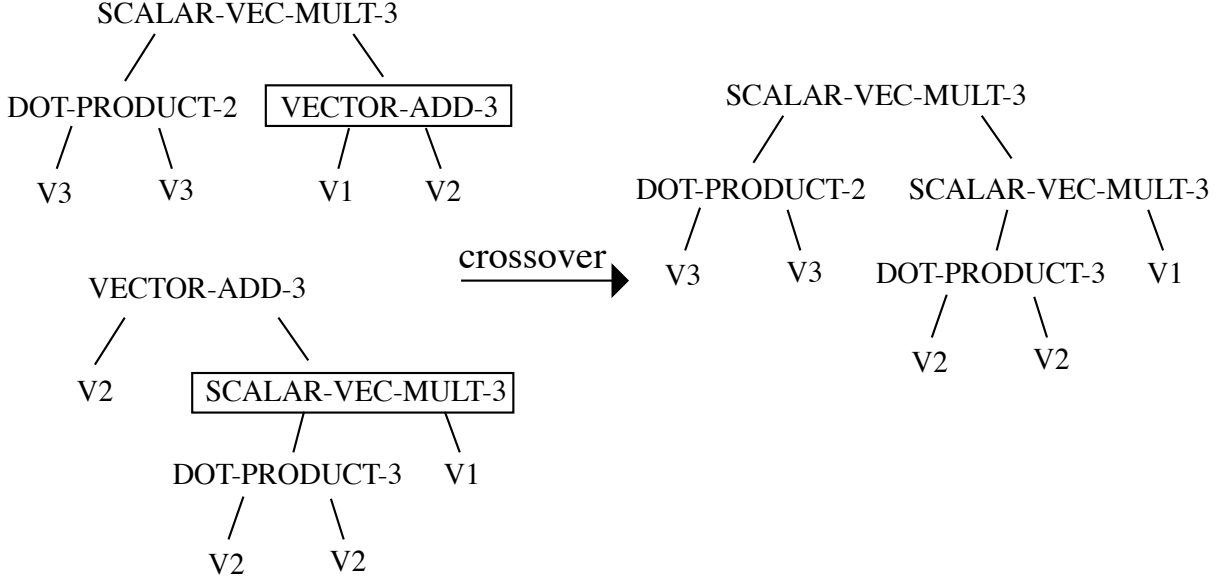 SCALAR-VEC-MULT-3
DOT-PRODUCT-2 VECTOR-ADD-3
V3 V3 V1 V2
VECTOR-ADD-3
V2
SCALAR-VEC-MULT-3
DOT-PRODUCT-3 V1
V2 V2
crossover
SCALAR-VEC-MULT-3
DOT-PRODUCT-2 SCALAR-VEC-MULT-3
V3 V3 DOT-PRODUCT-3 V1
V2 V2